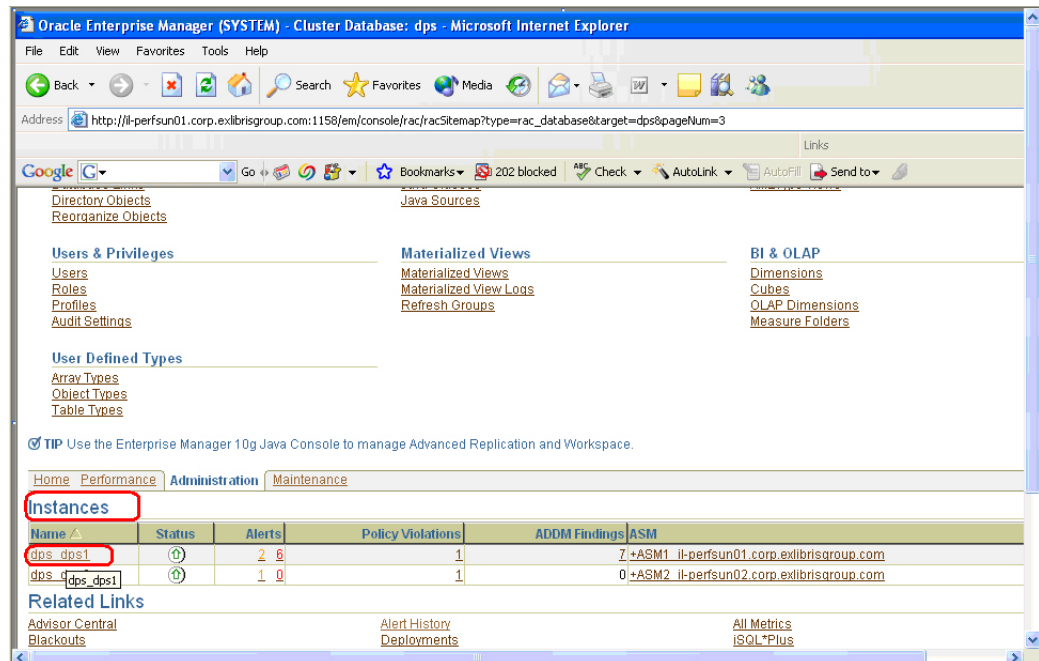 Oracle Enterprise Manager (SYSTEM) - Cluster Database: dps - Microsoft Internet Explorer
File Edit View Favorites Tools Help
Back Search Favorites Media
Address http://il-perfsun01.corp.exlibrisgroup.com:1158/em/console/rac/racSitemap?type=rac_database&target=dps&pageNum=3
Links
Google G Go Bookmarks 202 blocked ABC Check AutoLink AutoFill Send to
Directory Objects Java Sources
Reorganize Objects
Users & Privileges Materialized Views BI & OLAP
Users Materialized Views Dimensions
Roles Materialized View Logs Cubes
Profiles Refresh Groups OLAP Dimensions
Audit Settings Measure Folders
User Defined Types
Array Types
Object Types
Table Types
TIP Use the Enterprise Manager 10g Java Console to manage Advanced Replication and Workspace.
Home Performance Administration Maintenance
Instances
Name Status Alerts Policy Violations ADDM Findings ASM
dps_dps1 2 6 1 7 +ASM1_il-perfsun01.corp.exlibrisgroup.com
dps_ 1 0 1 0 +ASM2_il-perfsun02.corp.exlibrisgroup.com
dps_dps1
Related Links
Advisor Central Alert History All Metrics
Blackouts Deployments iSQL*Plus